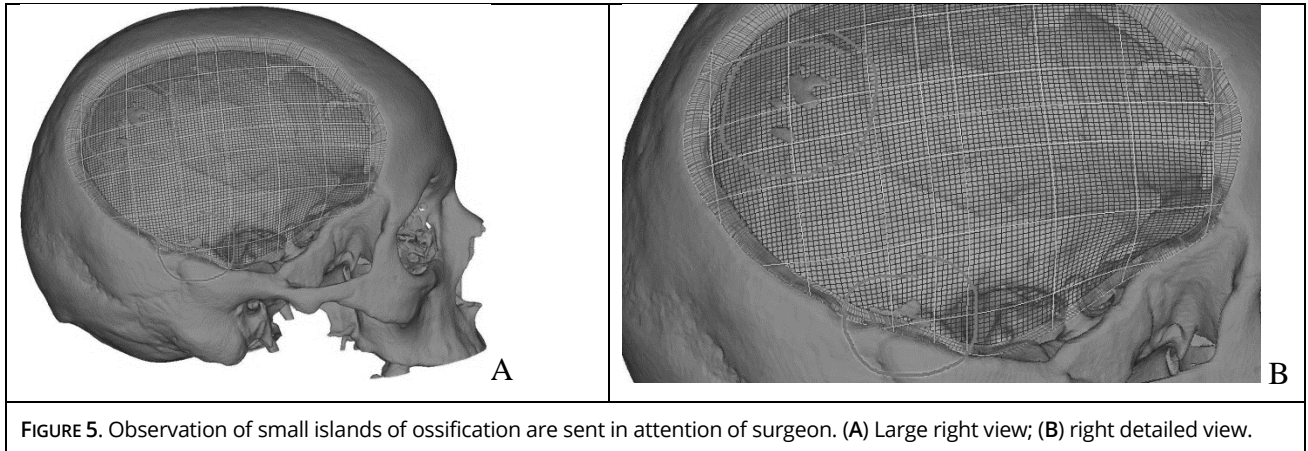 A
B
FIGURE 5. Observation of small islands of ossification are sent in attention of surgeon. (A) Large right view; (B) right detailed view.